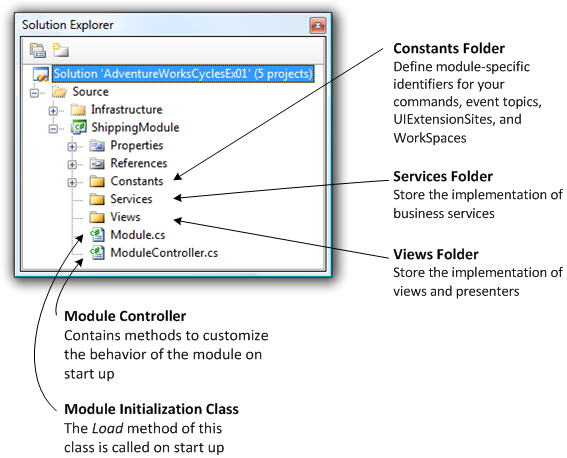 Solution Explorer
Solution 'AdventureWorksCyclesEx01' (5 projects)
Source
Infrastructure
ShippingModule
Properties
References
Constants
Services
Views
Module.cs
ModuleController.cs
Constants Folder
Define module-specific
identifiers for your
commands, event topics,
UIExtensionSites, and
WorkSpaces
Services Folder
Store the implementation of
business services
Views Folder
Store the implementation of
views and presenters
Module Controller
Contains methods to customize
the behavior of the module on
start up
Module Initialization Class
The Load method of this
class is called on start up